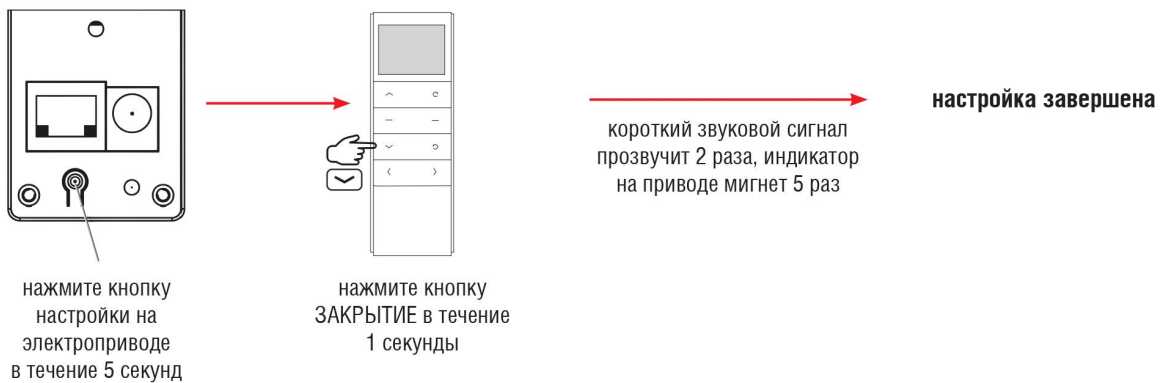 нажмите кнопку
настройки на
электроприводе
в течение 5 секунд
нажмите кнопку
ЗАКРЫТИЕ в течение
1 секунды
короткий звуковой сигнал
прозвучит 2 раза, индикатор
на приводе мигнет 5 раз
настройка завершена